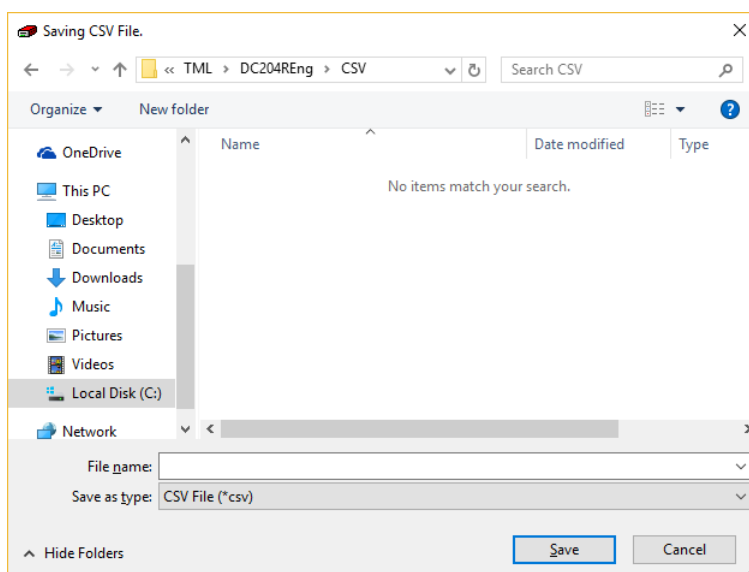 Saving CSV File.
« TML > DC204REng > CSV
Search CSV
Organize
New folder
?
Name
Date modified
Type
No items match your search.
OneDrive
This PC
Desktop
Documents
Downloads
Music
Pictures
Videos
Local Disk (C:)
Network
File name:
Save as type: CSV File (*csv)
Hide Folders
Save
Cancel